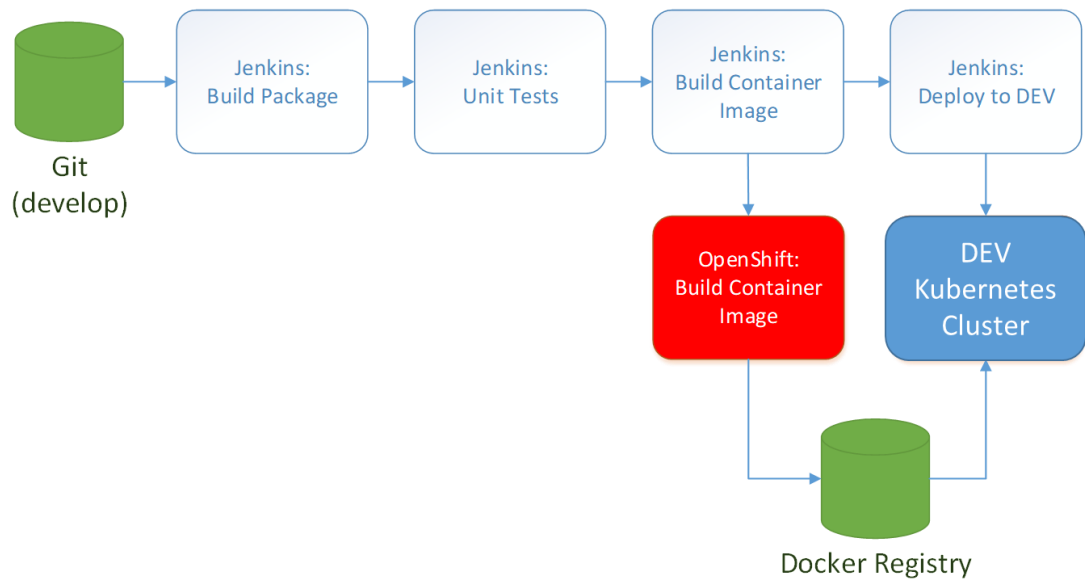 Jenkins:
Build Package
Jenkins:
Unit Tests
Jenkins:
Build Container
Image
Jenkins:
Deploy to DEV
Git
(develop)
OpenShift:
Build Container
Image
DEV
Kubernetes
Cluster
Docker Registry